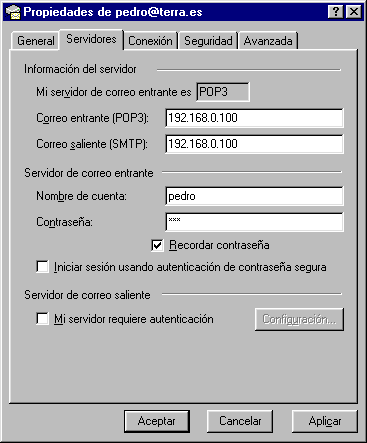 Propiedades de pedro@terra.es
General Servidores Conexión Seguridad Avanzada
Información del servidor
Mi servidor de correo entrante es POP3
Correo entrante (POP3): 192.168.0.100
Correo saliente (SMTP): 192.168.0.100
Servidor de correo entrante
Nombre de cuenta: pedro
Contraseña: ***
Recordar contraseña
Iniciar sesión usando autenticación de contraseña segura
Servidor de correo saliente
Mi servidor requiere autenticación Configuración...
Aceptar Cancelar Aplicar